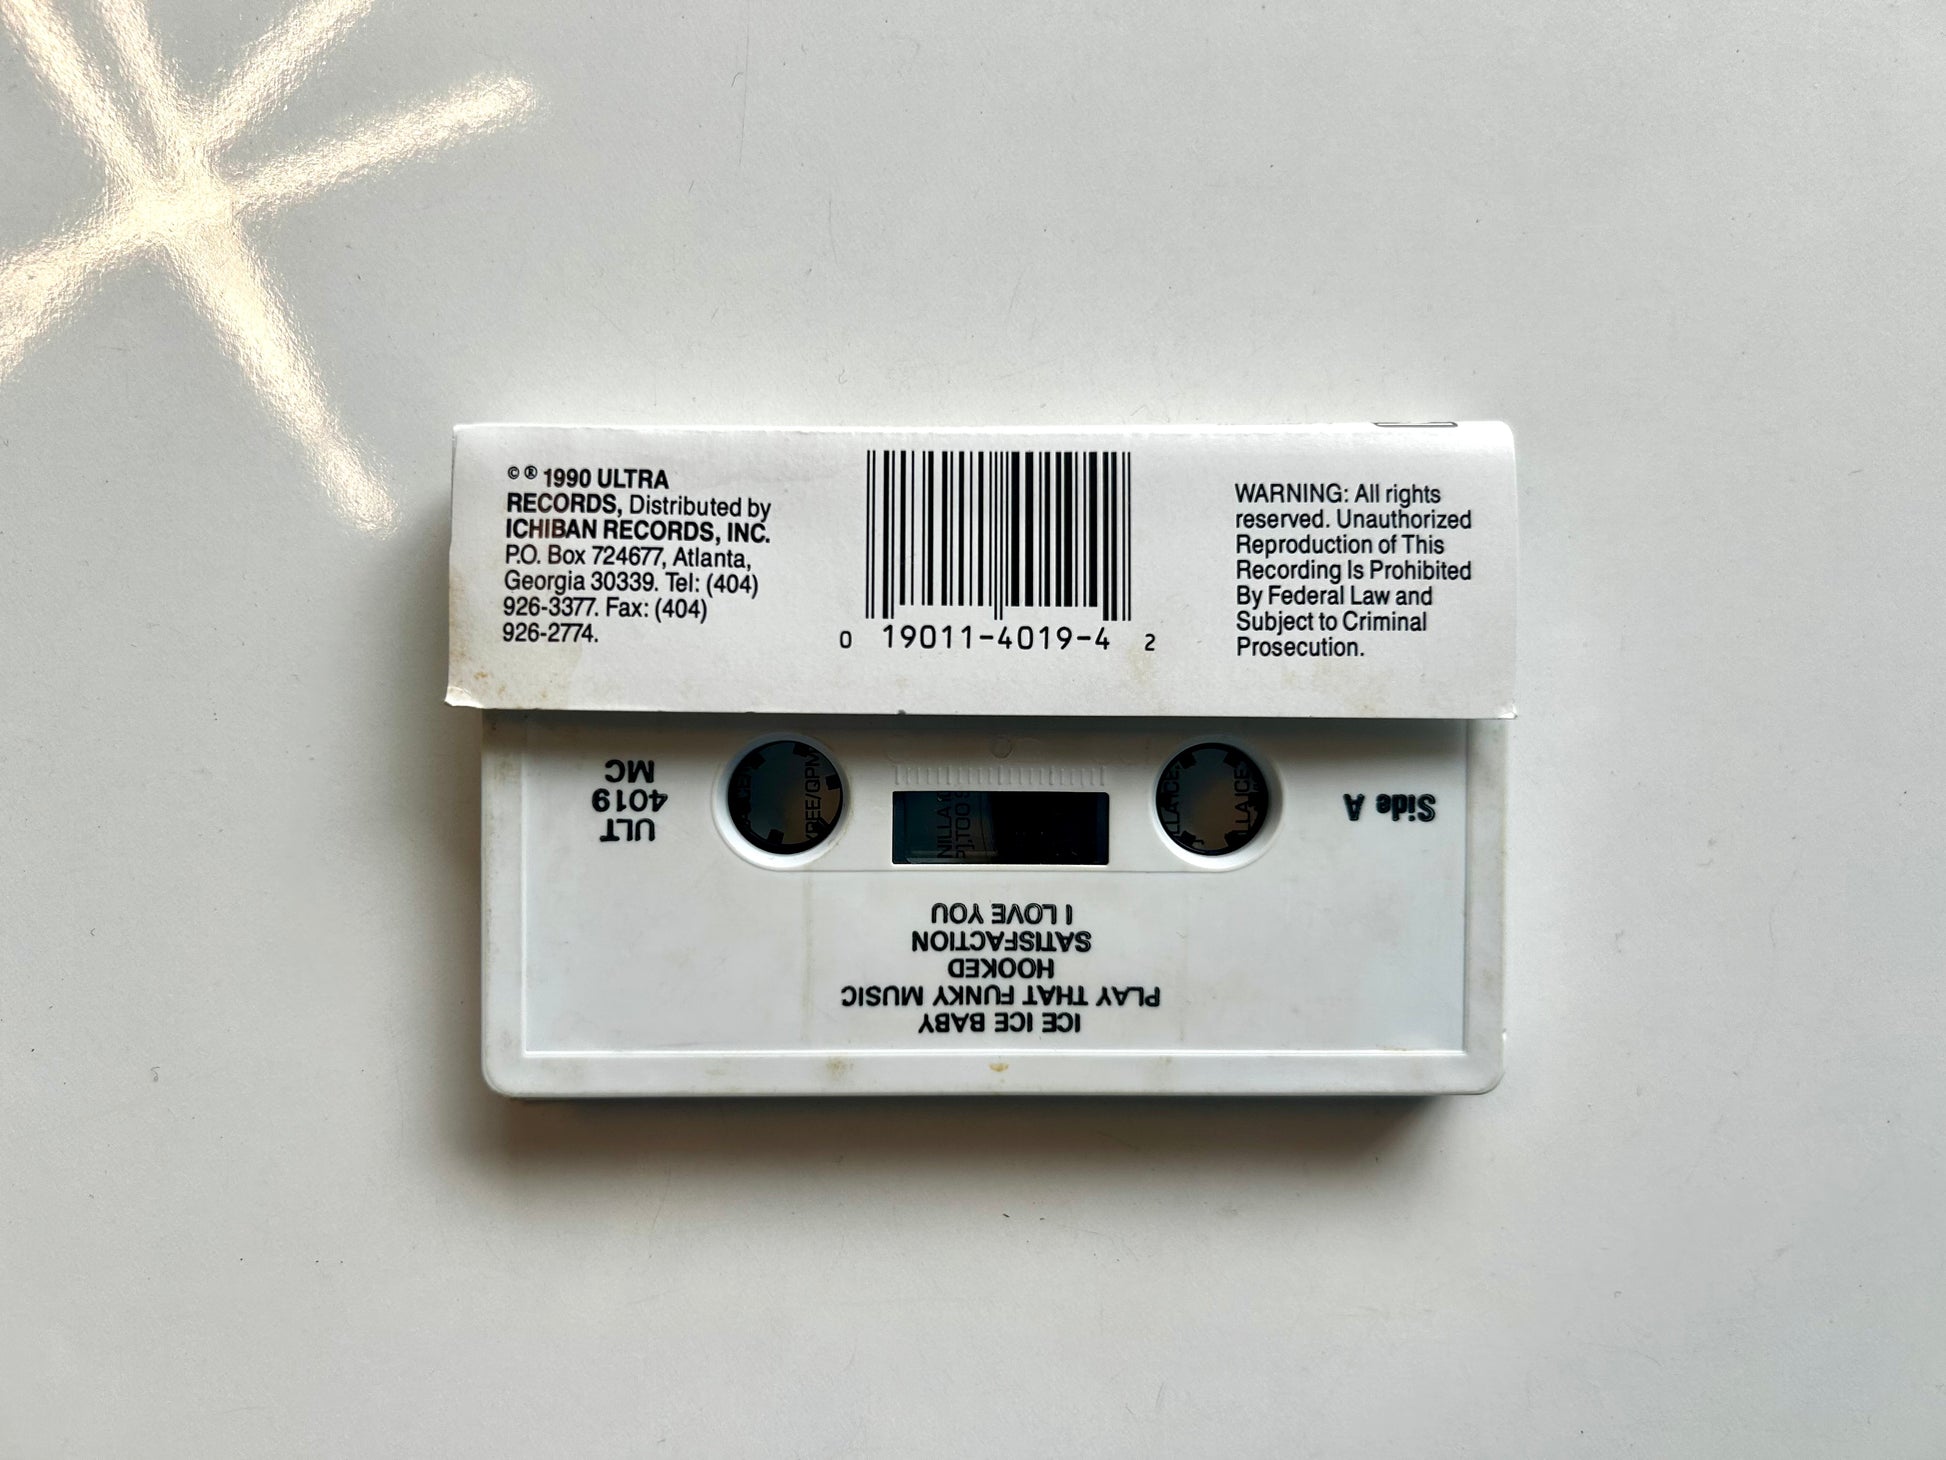 ©® 1990 ULTRA
RECORDS, Distributed by
ICHIBAN RECORDS, INC.
P.O. Box 724677, Atlanta,
Georgia 30339. Tel: (404)
926-3377. Fax: (404)
926-2774.
0 19011-4019-4 2
WARNING: All rights
reserved. Unauthorized
Reproduction of This
Recording Is Prohibited
By Federal Law and
Subject to Criminal
Prosecution.
Side A
ULT
4019
MC
ICE ICE BABY
PLAY THAT FUNKY MUSIC
HOOKED
SATISFACTION
I LOVE YOU